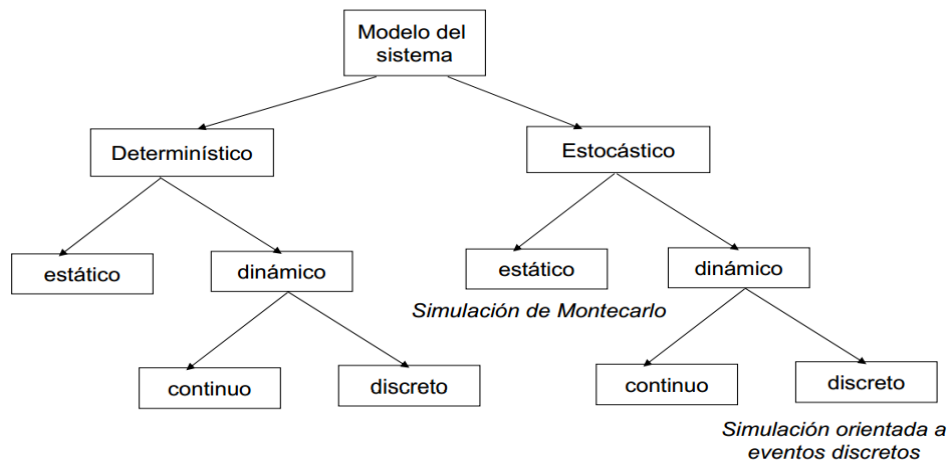 Modelo del
sistema
Determinístico
Estocástico
estático
dinámico
estático
dinámico
Simulación de Montecarlo
continuo
discreto
continuo
discreto
Simulación orientada a
eventos discretos